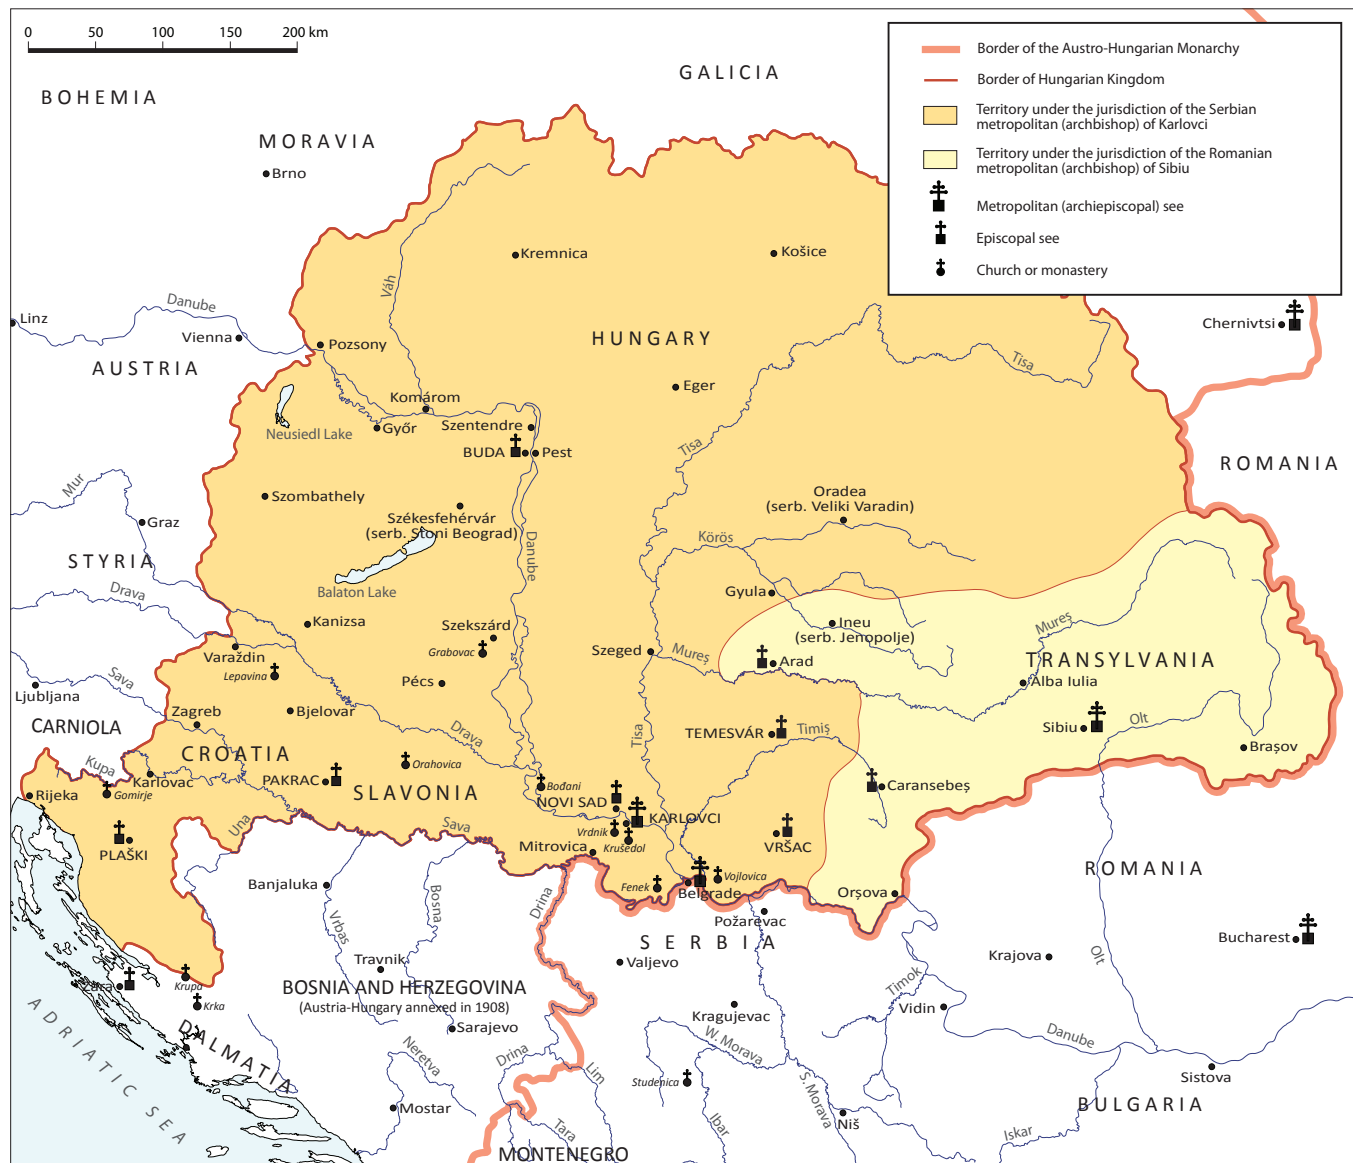 0 50 100 150 200 km
Border of the Austro-Hungarian Monarchy
Border of Hungarian Kingdom
Territory under the jurisdiction of the Serbian
metropolitan (archbishop) of Karlovci
Territory under the jurisdiction of the Romanian
metropolitan (archbishop) of Sibiu
Metropolitan (archiepiscopal) see
Episcopal see
Church or monastery
GALICIA
BOHEMIA
MORAVIA
Brno
Kremnica
Košice
Váh
Danube
Linz
Vienna
Pozsony
HUNGARY
Chernivtsi
AUSTRIA
Tisa
Eger
Komárom
Neusiedl Lake
Győr
Szentendre
BUDA
Pest
Tisa
ROMANIA
Mur
Szombathely
Oradea
(serb. Veliki Varadin)
Graz
Székesfehérvár
(serb. Stoni Beograd)
Danube
Körös
STYRIA
Drava
Balaton Lake
Gyula
Kanizsa
Szekszárd
Ineu
(serb. Jenopolje)
Mureș
Varaždin
Grabovac
Szeged
Mureș
Arad
TRANSYLVANIA
Lepavina
Sava
Ljubljana
Pécs
Alba Iulia
Zagreb
Bjelovar
CARNIOLA
Drava
Tisa
TEMESVÁR
Timiș
Sibiu
Olt
Brașov
CROATIA
Kupa
Karlovac
Orahovica
PAKRAC
Rijeka
Gomirje
SLAVONIA
Bođani
NOVI SAD
Caransebeș
KARLOVCI
Una
Sava
Vrdnik
Krušedol
VRŠAC
PLAŠKI
Mitrovica
Banjaluka
Bosna
Drina
Fenek
Belgrade
Vojlovica
Orșova
ROMANIA
Vrbas
Požarevac
SERBIA
Bucharest
Travnik
Valjevo
Krajova
Olt
Zara
Krupa
BOSNIA AND HERZEGOVINA
(Austria-Hungary annexed in 1908)
Timok
Krka
Kragujevac
Vidin
DALMATIA
Sarajevo
W. Morava
Danube
ADRIATIC SEA
Neretva
Drina
Lim
Studenica
Sistova
S. Morava
Mostar
Niš
BULGARIA
Tara
Ibar
Iskar
MONTENEGRO